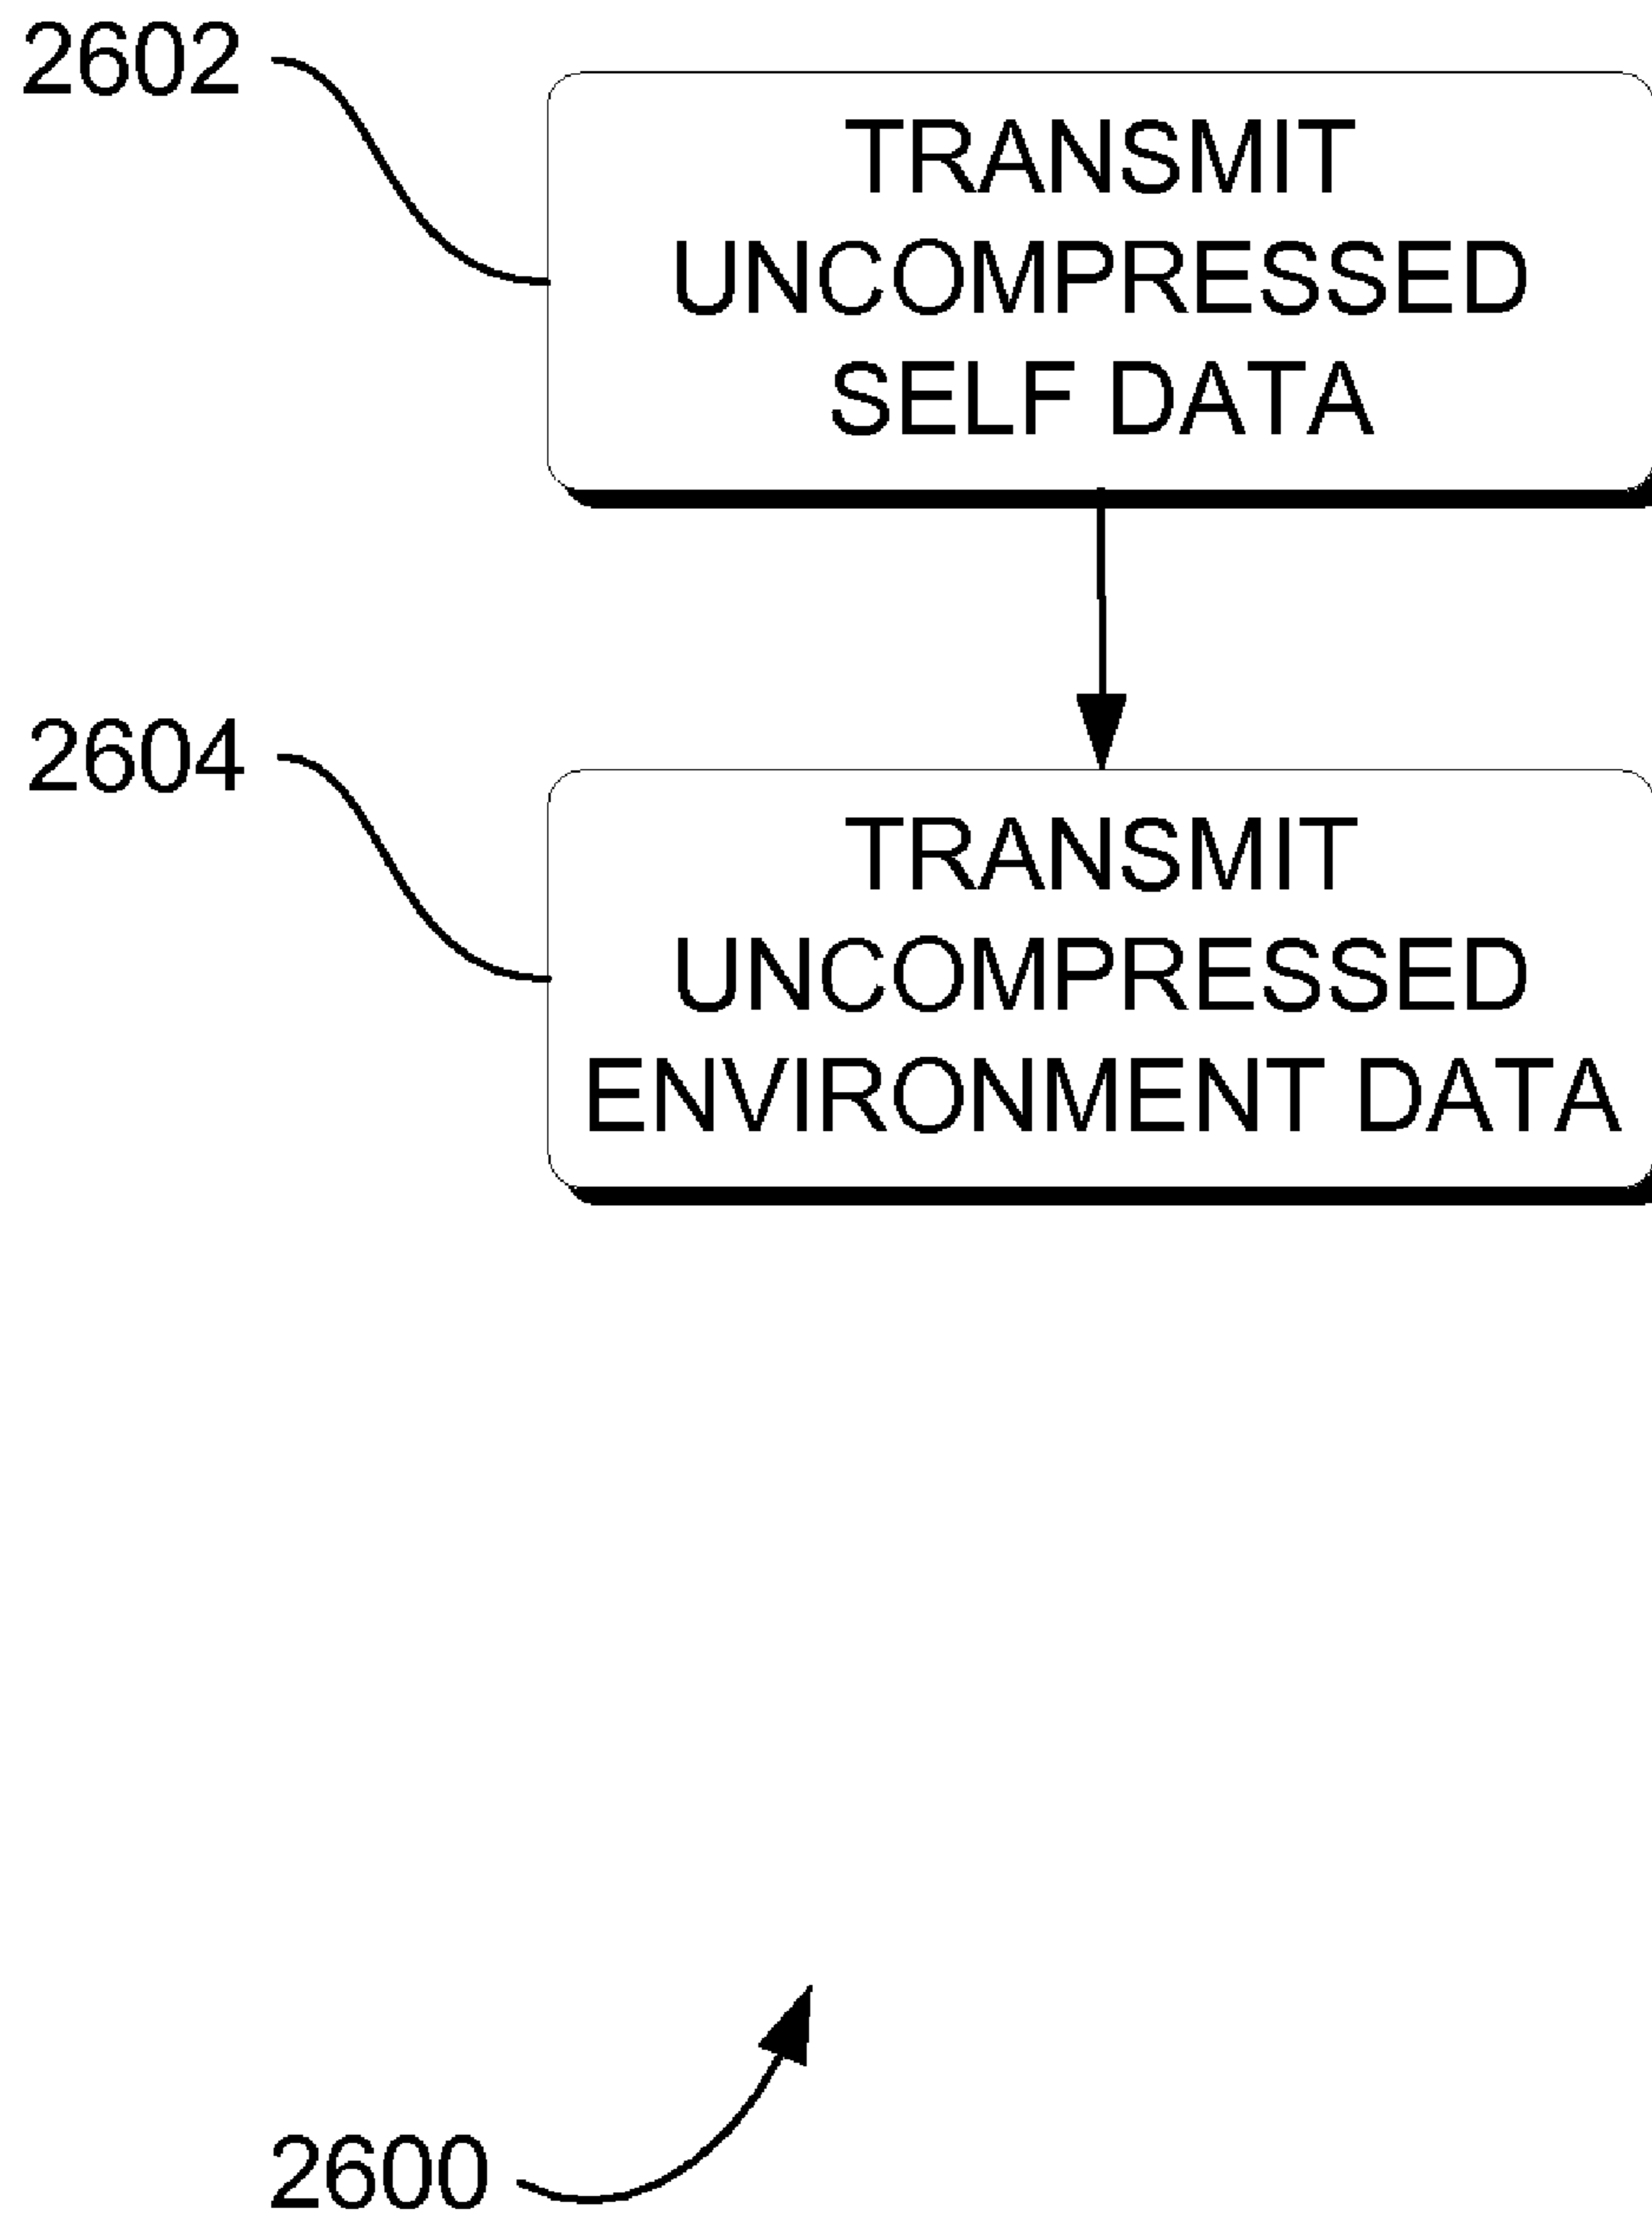 2602
TRANSMIT
UNCOMPRESSED
SELF DATA
2604
TRANSMIT
UNCOMPRESSED
ENVIRONMENT DATA
2600